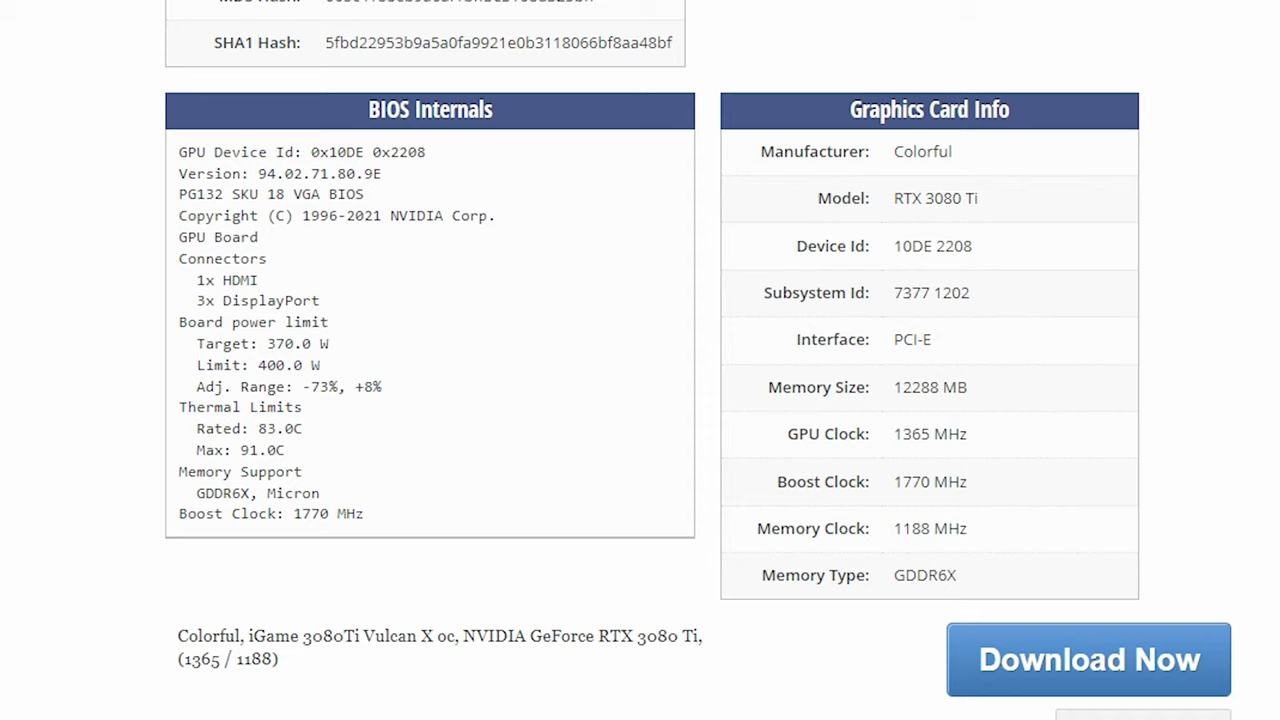 SHA1 Hash: 5fbd22953b9a5a0fa9921e0b3118066bf8aa48bf
BIOS Internals
GPU Device Id: 0x10DE 0x2208
Version: 94.02.71.80.9E
PG132 SKU 18 VGA BIOS
Copyright (C) 1996-2021 NVIDIA Corp.
GPU Board
Connectors
1x HDMI
3x DisplayPort
Board power limit
Target: 370.0 W
Limit: 400.0 W
Adj. Range: -73%, +8%
Thermal Limits
Rated: 83.0C
Max: 91.0C
Memory Support
GDDR6X, Micron
Boost Clock: 1770 MHz
Graphics Card Info
Manufacturer: Colorful
Model: RTX 3080 Ti
Device Id: 10DE 2208
Subsystem Id: 7377 1202
Interface: PCI-E
Memory Size: 12288 MB
GPU Clock: 1365 MHz
Boost Clock: 1770 MHz
Memory Clock: 1188 MHz
Memory Type: GDDR6X
Colorful, iGame 3080Ti Vulcan X oc, NVIDIA GeForce RTX 3080 Ti,
(1365 / 1188)
Download Now